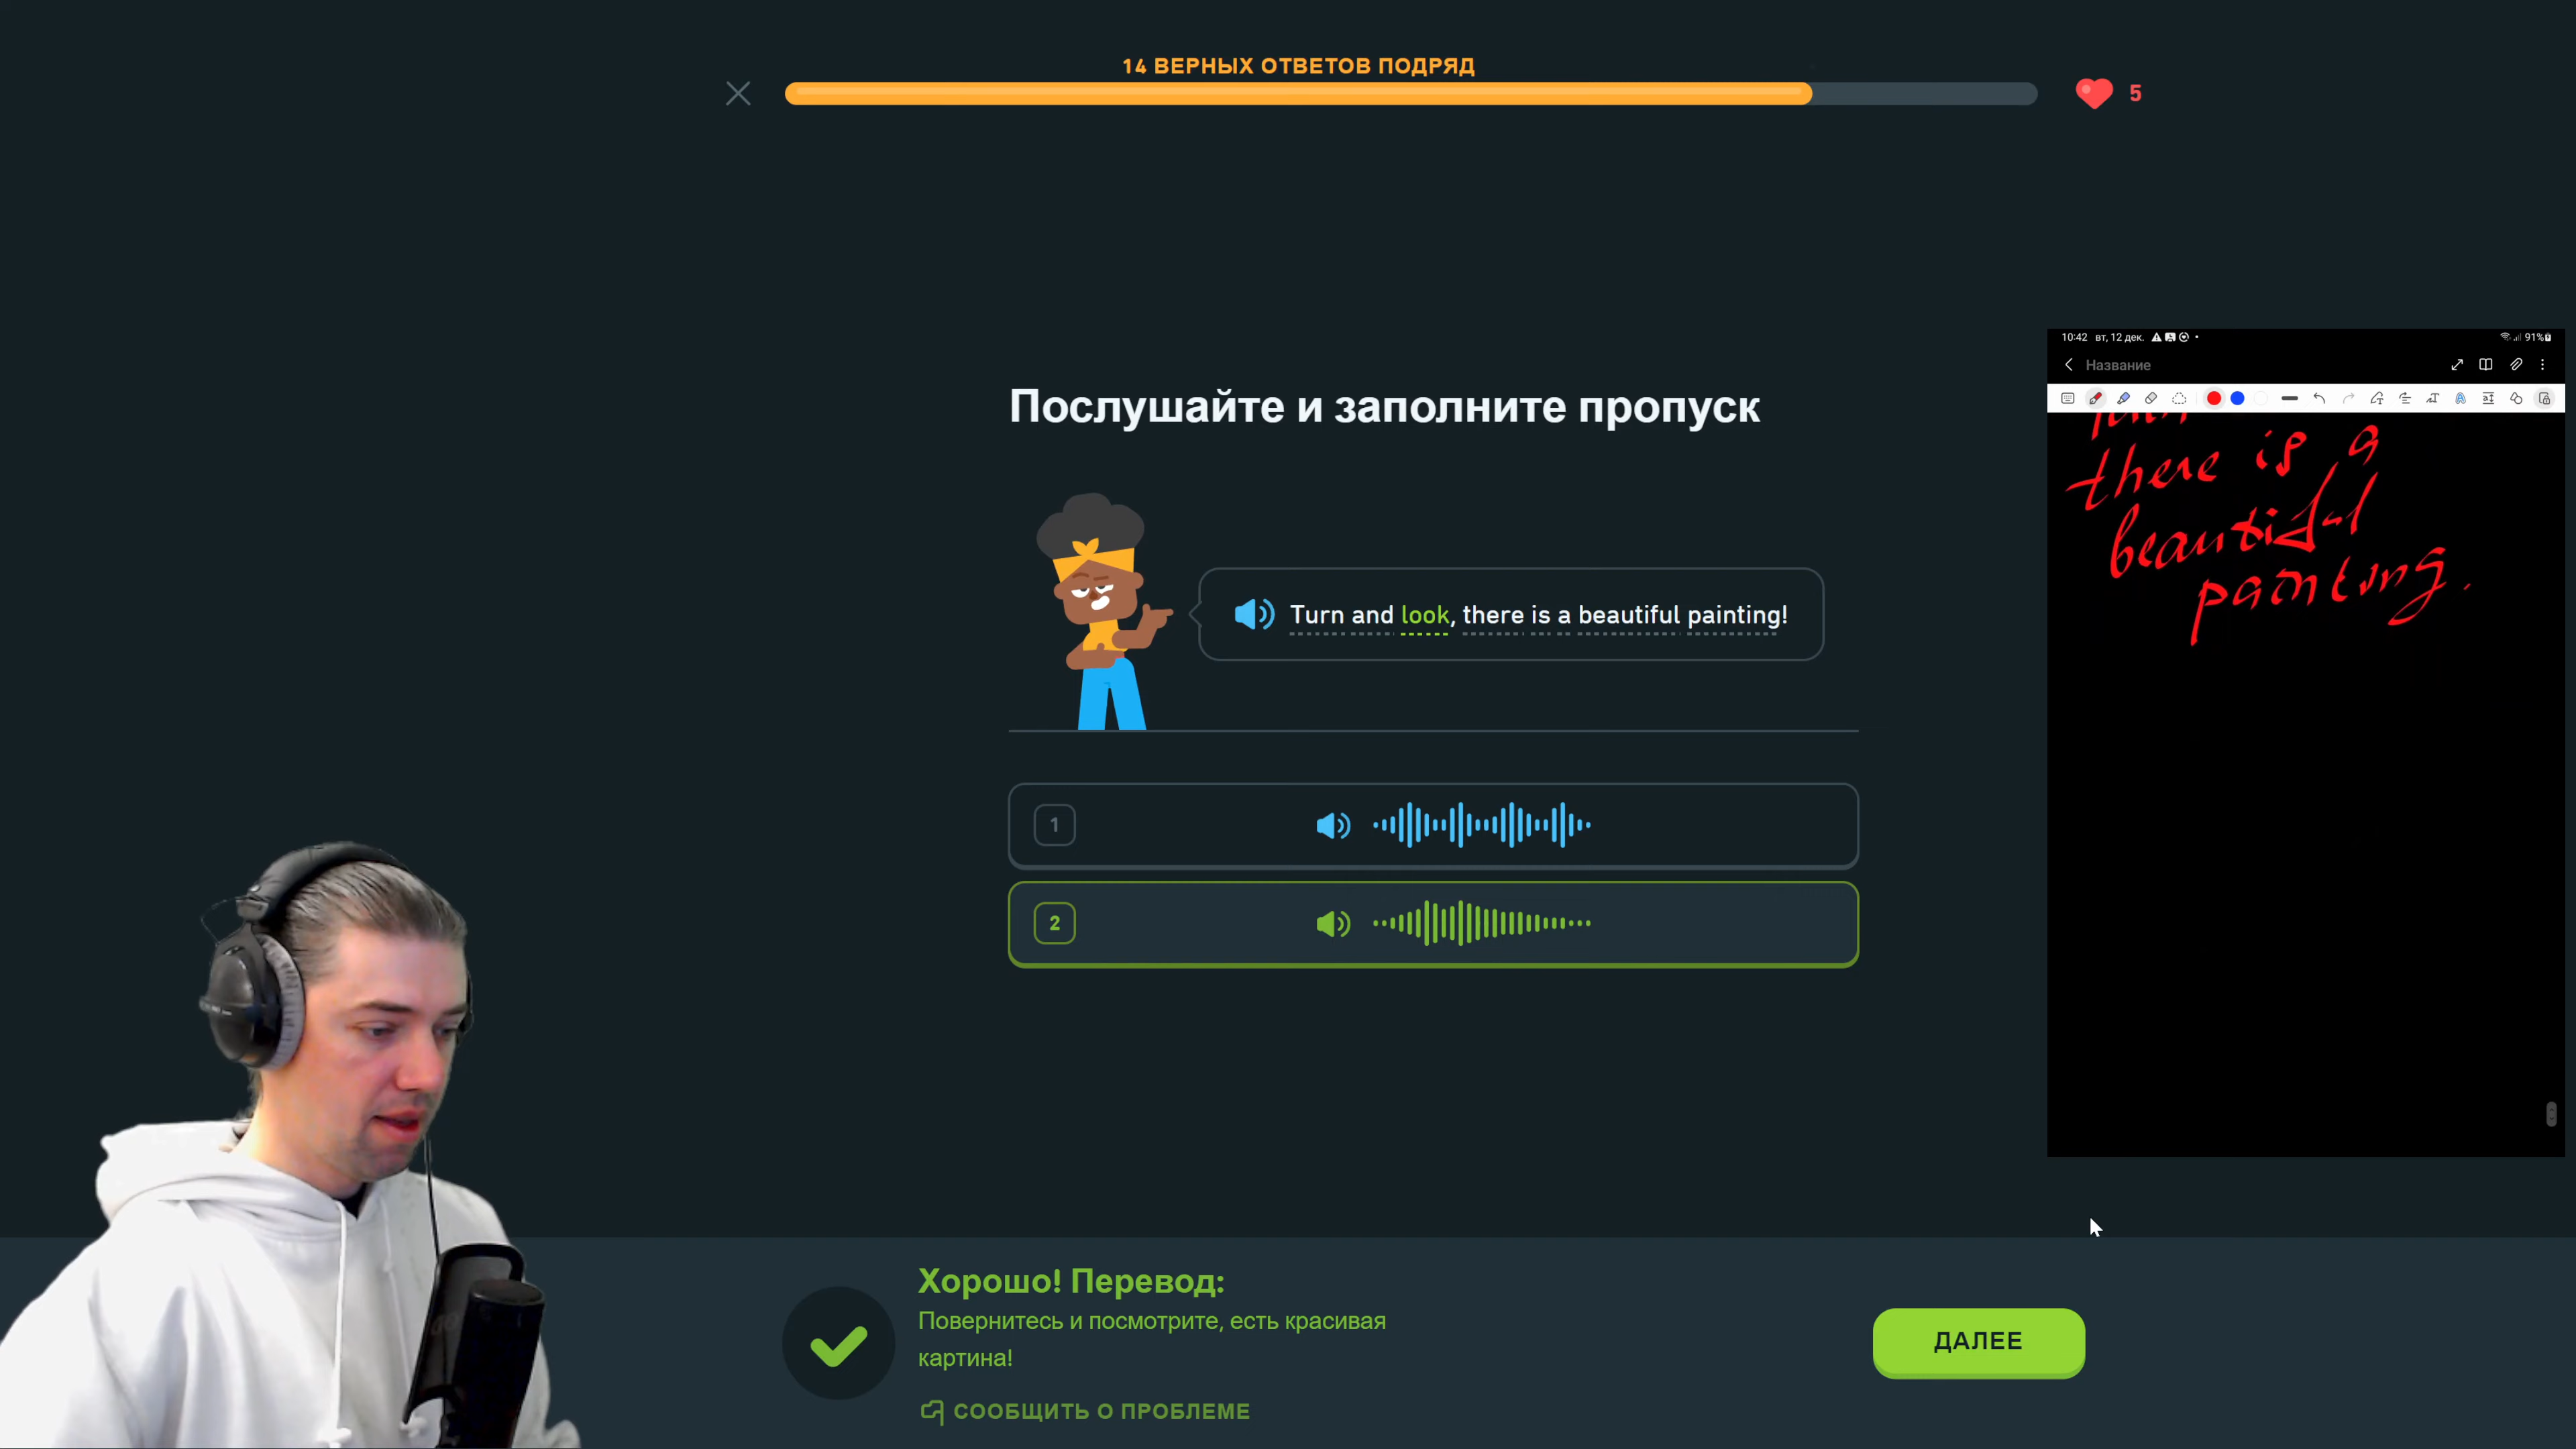 14 ВЕРНЫХ ОТВЕТОВ ПОДРЯД
5
Послушайте и заполните пропуск
Turn and look, there is a beautiful painting!
1
2
10:42 вт, 12 дек.
91%
Название
there is a
beautiful
painting.
Хорошо! Перевод:
Повернитесь и посмотрите, есть красивая
картина!
СООБЩИТЬ О ПРОБЛЕМЕ
ДАЛЕЕ